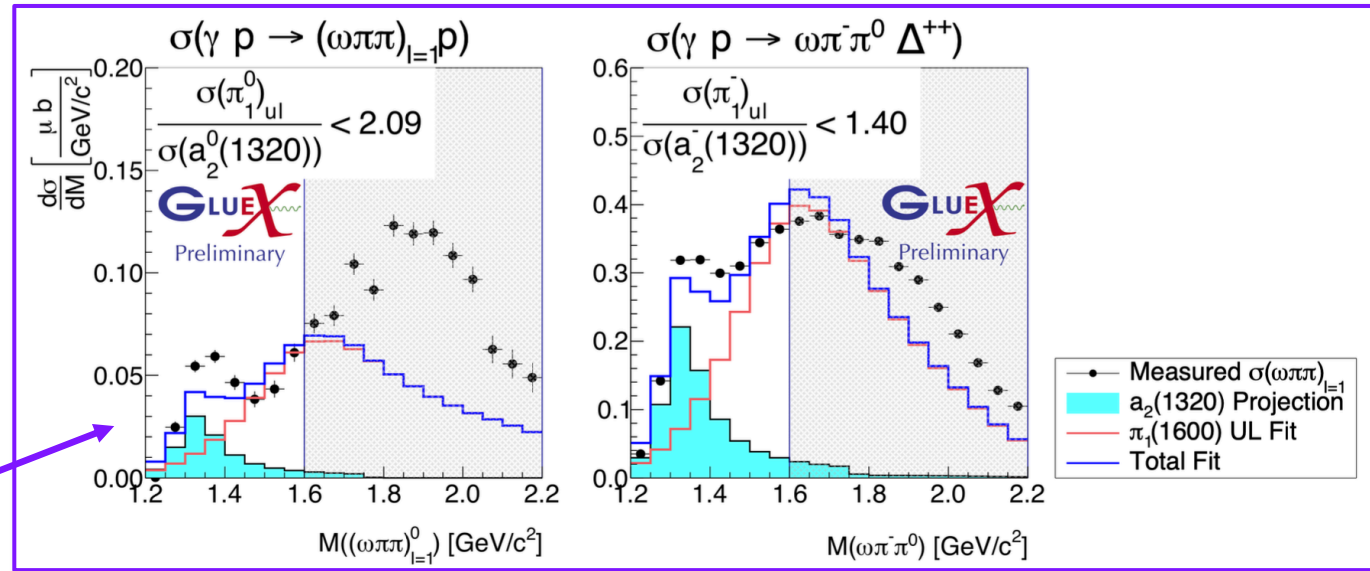 σ(γ p → (ωππ)_{I=1}p)
dσ/dM [μb / GeV/c²]
0.20
0.15
0.10
0.05
0.00
σ(π₁⁰)_{ul} / σ(a₂⁰(1320)) < 2.09
GLUEX
Preliminary
1.2 1.4 1.6 1.8 2.0 2.2
M((ωππ)⁰_{I=1}) [GeV/c²]
σ(γ p → ωπ⁻π⁰ Δ⁺⁺)
0.6
0.5
0.4
0.3
0.2
0.1
0.0
σ(π₁⁻)_{ul} / σ(a₂⁻(1320)) < 1.40
GLUEX
Preliminary
1.2 1.4 1.6 1.8 2.0 2.2
M(ωπ⁻π⁰) [GeV/c²]
Measured σ(ωππ)_{I=1}
a₂(1320) Projection
π₁(1600) UL Fit
Total Fit